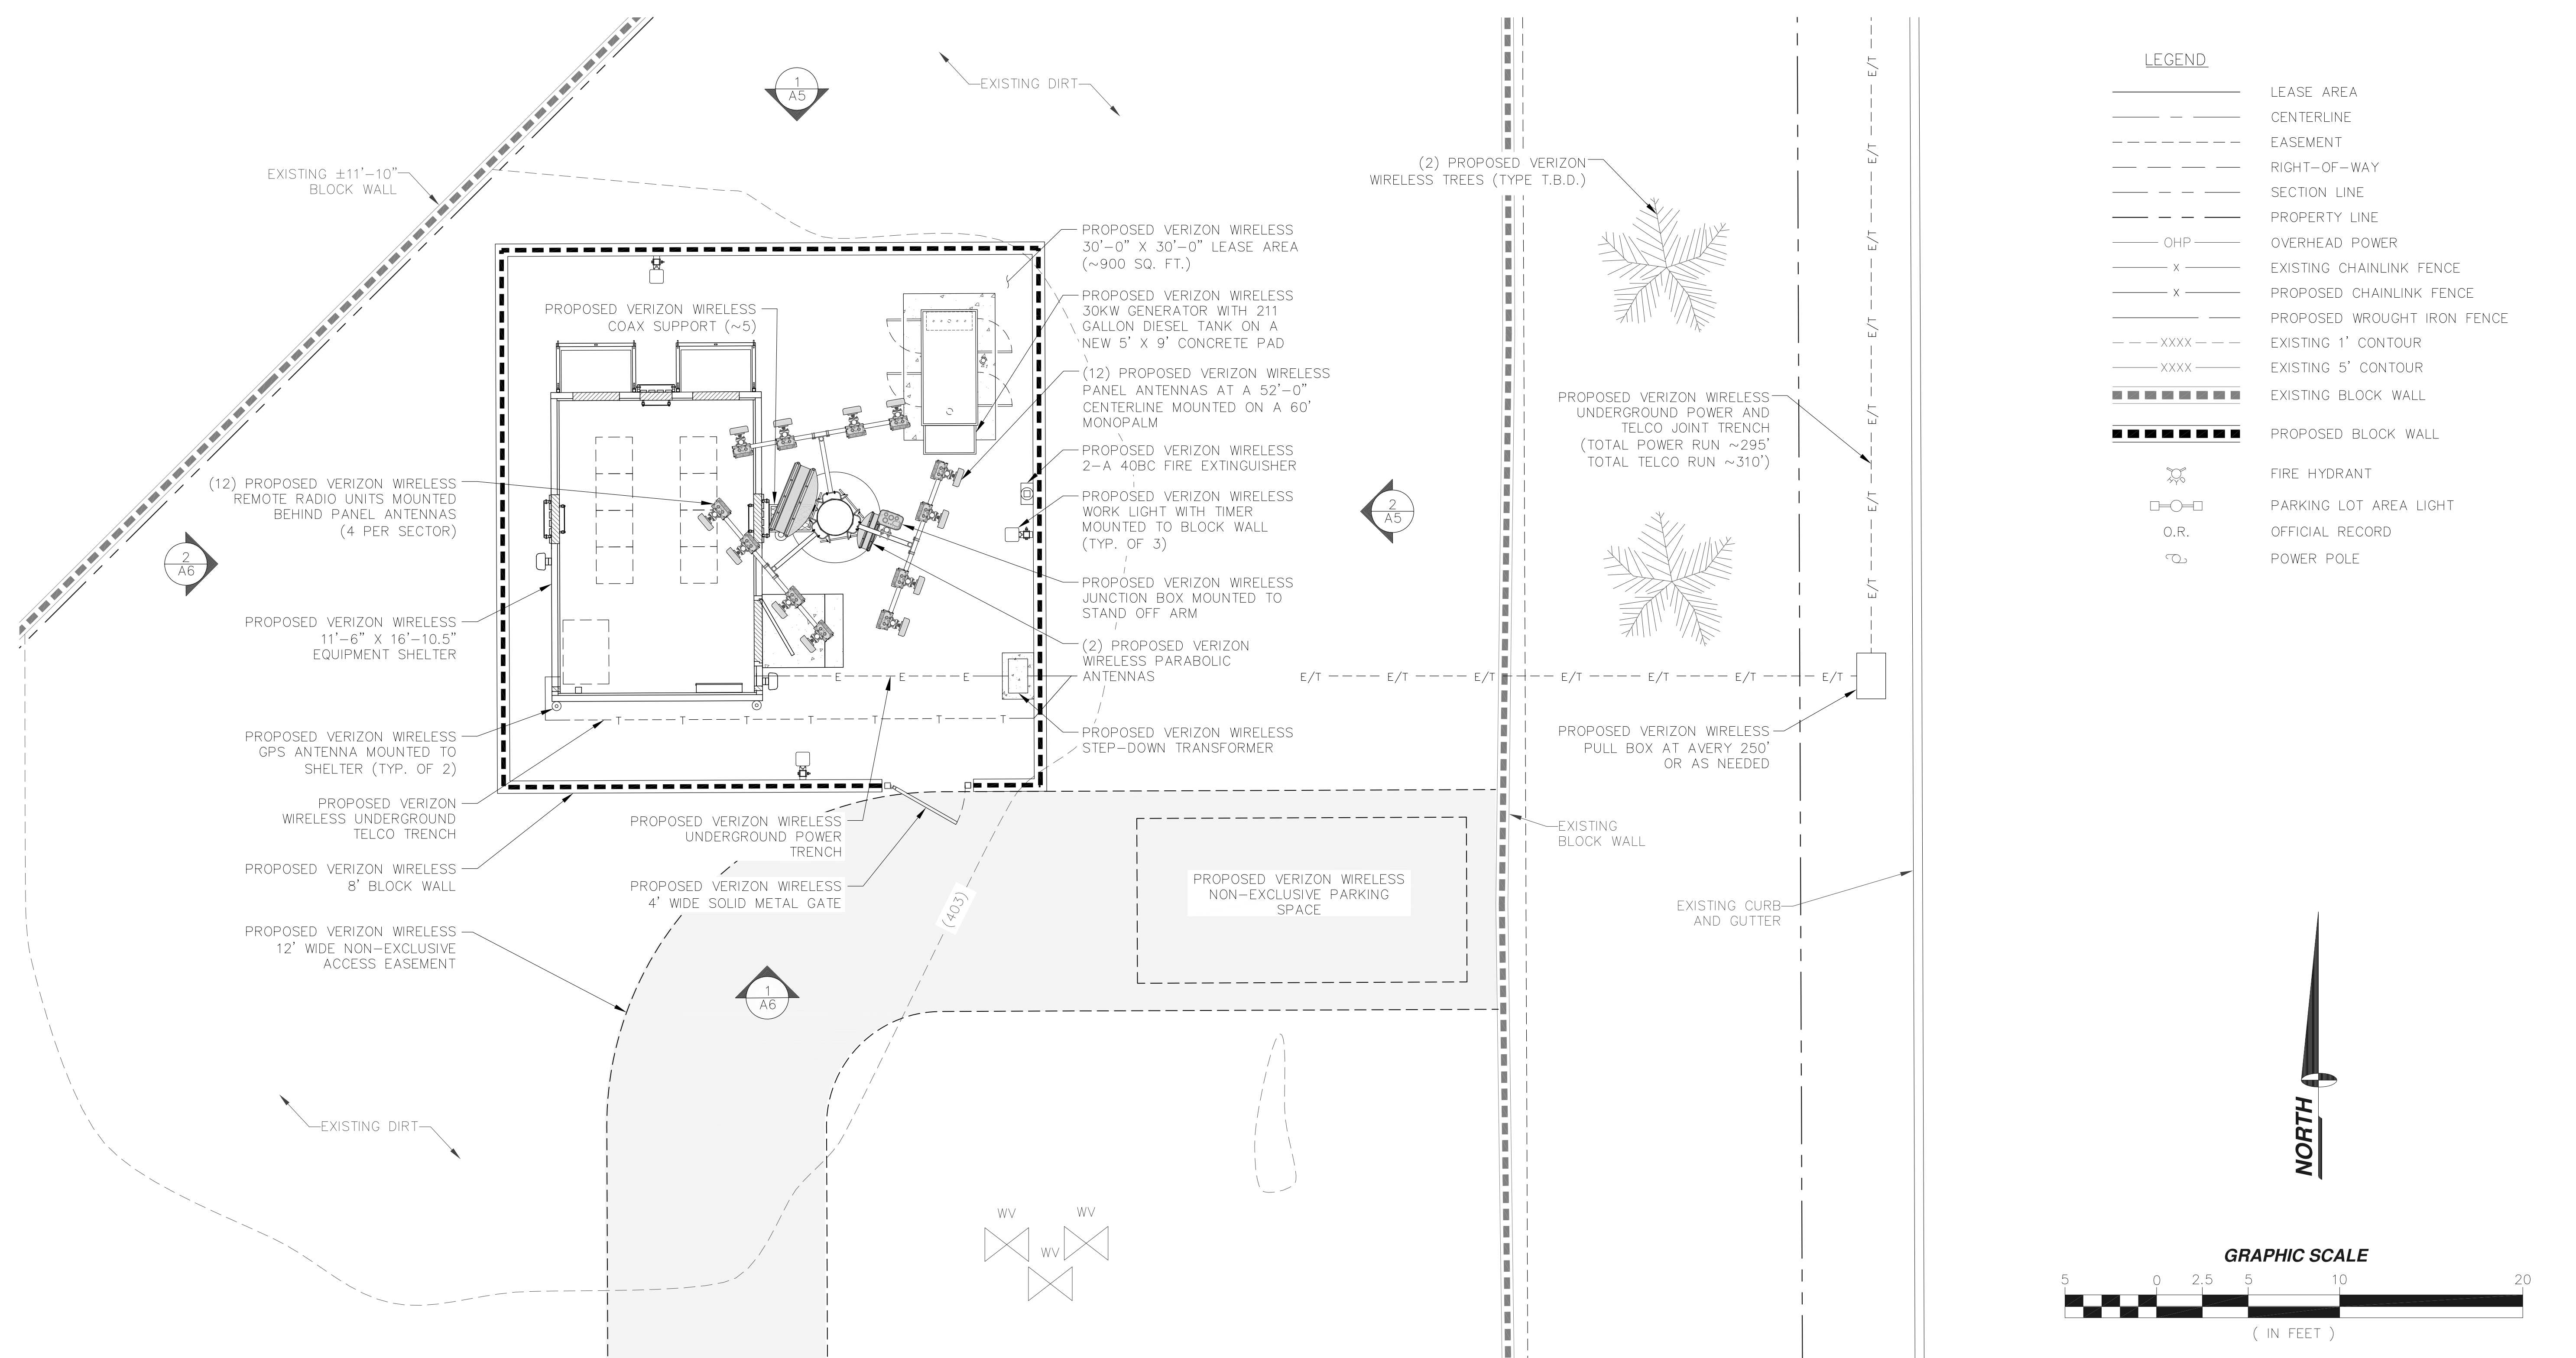 1
A5
EXISTING DIRT
EXISTING ±11'-10"
BLOCK WALL
(2) PROPOSED VERIZON
WIRELESS TREES (TYPE T.B.D.)
PROPOSED VERIZON WIRELESS
30'-0" X 30'-0" LEASE AREA
(~900 SQ. FT.)
PROPOSED VERIZON WIRELESS
COAX SUPPORT (~5)
PROPOSED VERIZON WIRELESS
30KW GENERATOR WITH 211
GALLON DIESEL TANK ON A
NEW 5' X 9' CONCRETE PAD
(12) PROPOSED VERIZON WIRELESS
PANEL ANTENNAS AT A 52'-0"
CENTERLINE MOUNTED ON A 60'
MONOPALM
PROPOSED VERIZON WIRELESS
2-A 40BC FIRE EXTINGUISHER
PROPOSED VERIZON WIRELESS
WORK LIGHT WITH TIMER
MOUNTED TO BLOCK WALL
(TYP. OF 3)
PROPOSED VERIZON WIRELESS
JUNCTION BOX MOUNTED TO
STAND OFF ARM
(2) PROPOSED VERIZON
WIRELESS PARABOLIC
ANTENNAS
PROPOSED VERIZON WIRELESS
STEP-DOWN TRANSFORMER
2
A5
(12) PROPOSED VERIZON WIRELESS
REMOTE RADIO UNITS MOUNTED
BEHIND PANEL ANTENNAS
(4 PER SECTOR)
2
A6
PROPOSED VERIZON WIRELESS
11'-6" X 16'-10.5"
EQUIPMENT SHELTER
PROPOSED VERIZON WIRELESS
GPS ANTENNA MOUNTED TO
SHELTER (TYP. OF 2)
PROPOSED VERIZON
WIRELESS UNDERGROUND
TELCO TRENCH
PROPOSED VERIZON WIRELESS
8' BLOCK WALL
PROPOSED VERIZON WIRELESS
12' WIDE NON-EXCLUSIVE
ACCESS EASEMENT
E E E
T T T T T T T
PROPOSED VERIZON WIRELESS
UNDERGROUND POWER
TRENCH
PROPOSED VERIZON WIRELESS
4' WIDE SOLID METAL GATE
(403)
PROPOSED VERIZON WIRELESS
NON-EXCLUSIVE PARKING
SPACE
1
A6
EXISTING DIRT
WV
WV
WV
PROPOSED VERIZON WIRELESS
UNDERGROUND POWER AND
TELCO JOINT TRENCH
(TOTAL POWER RUN ~295'
TOTAL TELCO RUN ~310')
E/T
E/T
E/T
E/T
E/T
E/T
E/T
E/T E/T E/T E/T E/T E/T E/T
PROPOSED VERIZON WIRELESS
PULL BOX AT AVERY 250'
OR AS NEEDED
EXISTING
BLOCK WALL
EXISTING CURB
AND GUTTER
LEGEND
LEASE AREA
CENTERLINE
EASEMENT
RIGHT-OF-WAY
SECTION LINE
PROPERTY LINE
OHP OVERHEAD POWER
X EXISTING CHAINLINK FENCE
X PROPOSED CHAINLINK FENCE
PROPOSED WROUGHT IRON FENCE
XXXX EXISTING 1' CONTOUR
XXXX EXISTING 5' CONTOUR
EXISTING BLOCK WALL
PROPOSED BLOCK WALL
FIRE HYDRANT
PARKING LOT AREA LIGHT
O.R. OFFICIAL RECORD
POWER POLE
NORTH
GRAPHIC SCALE
5 0 2.5 5 10 20
( IN FEET )